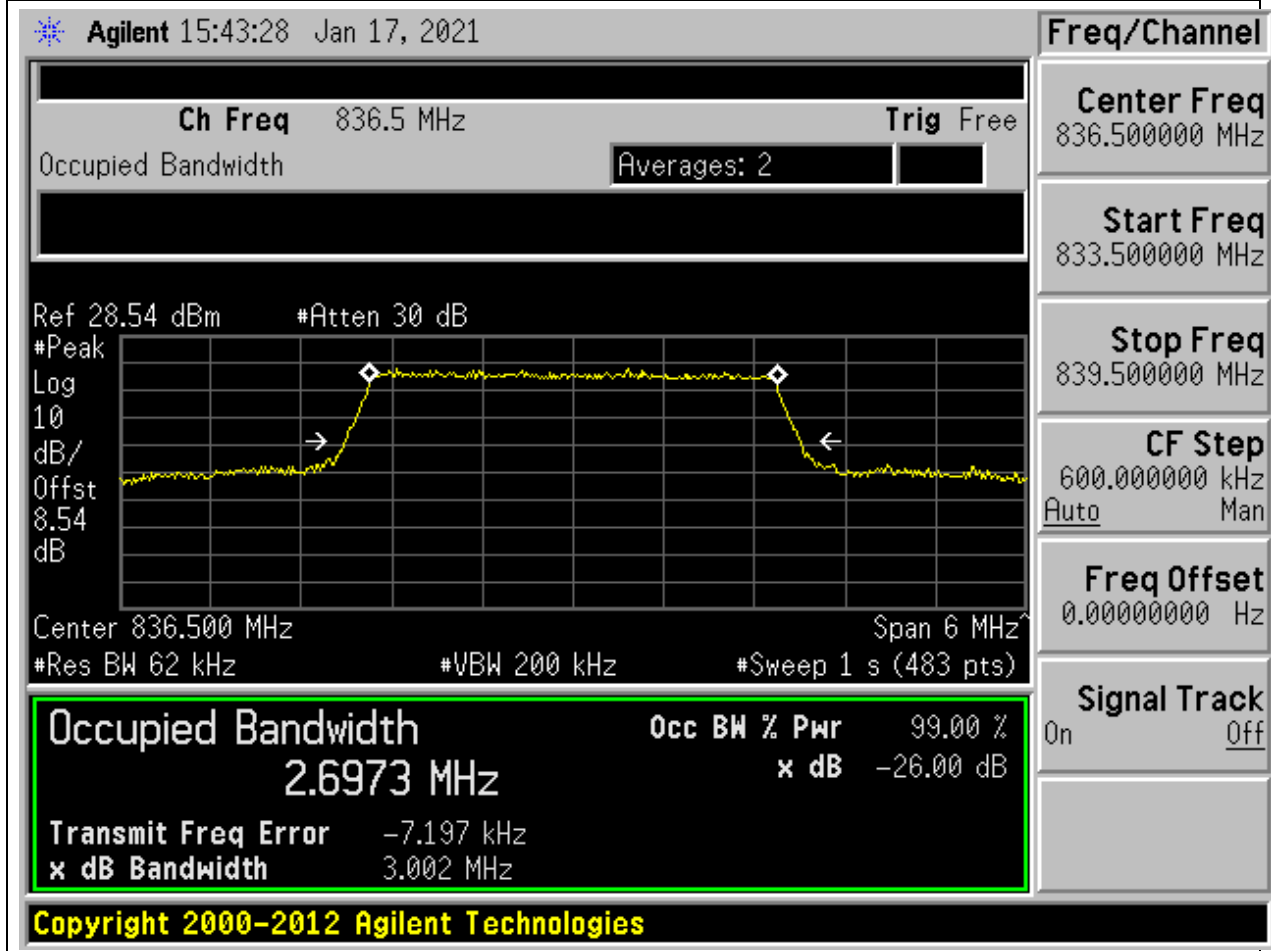 Agilent 15:43:28 Jan 17, 2021
Freq/Channel
Ch Freq 836.5 MHz Trig Free
Occupied Bandwidth Averages: 2
Ref 28.54 dBm #Atten 30 dB
#Peak
Log
10
dB/
Offst
8.54
dB
Center 836.500 MHz Span 6 MHz^
#Res BW 62 kHz #VBW 200 kHz #Sweep 1 s (483 pts)
Occupied Bandwidth Occ BW % Pwr 99.00 %
2.6973 MHz x dB -26.00 dB
Transmit Freq Error -7.197 kHz
x dB Bandwidth 3.002 MHz
Center Freq
836.500000 MHz
Start Freq
833.500000 MHz
Stop Freq
839.500000 MHz
CF Step
600.000000 kHz
Auto Man
Freq Offset
0.00000000 Hz
Signal Track
On Off
Copyright 2000-2012 Agilent Technologies